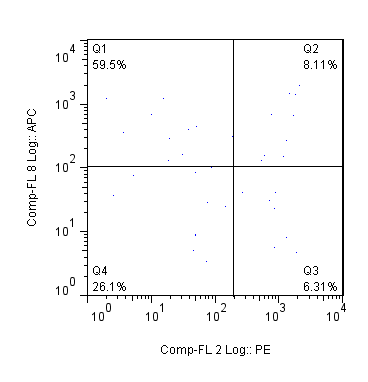 Q1
59.5%
Q2
8.11%
10^4
10^3
10^2
10^1
10^0
Comp-FL 8 Log:: APC
Q4
26.1%
Q3
6.31%
10^0 10^1 10^2 10^3 10^4
Comp-FL 2 Log:: PE